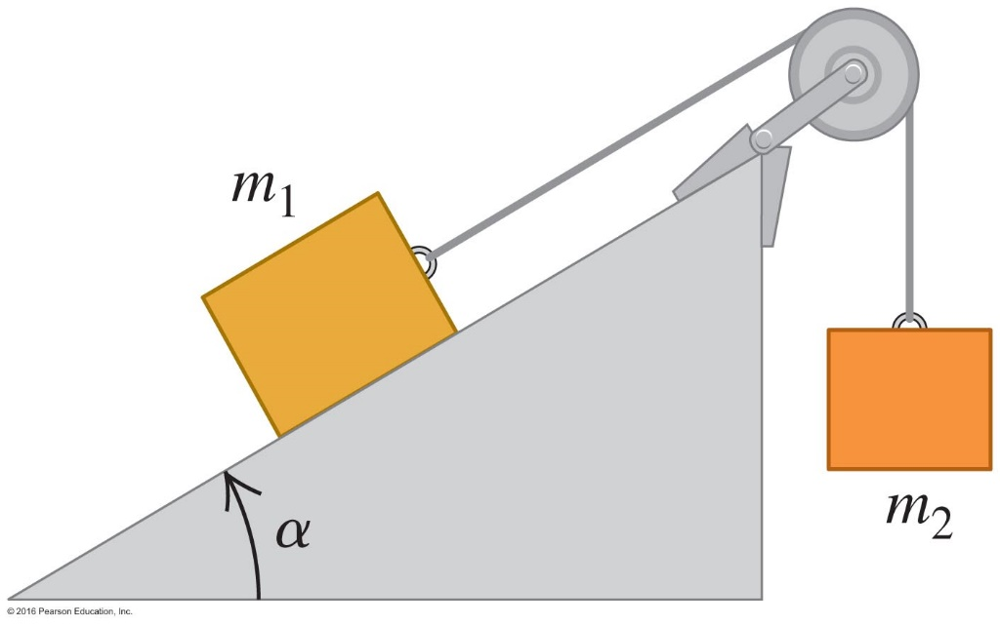 m₁
α
m₂
© 2016 Pearson Education, Inc.